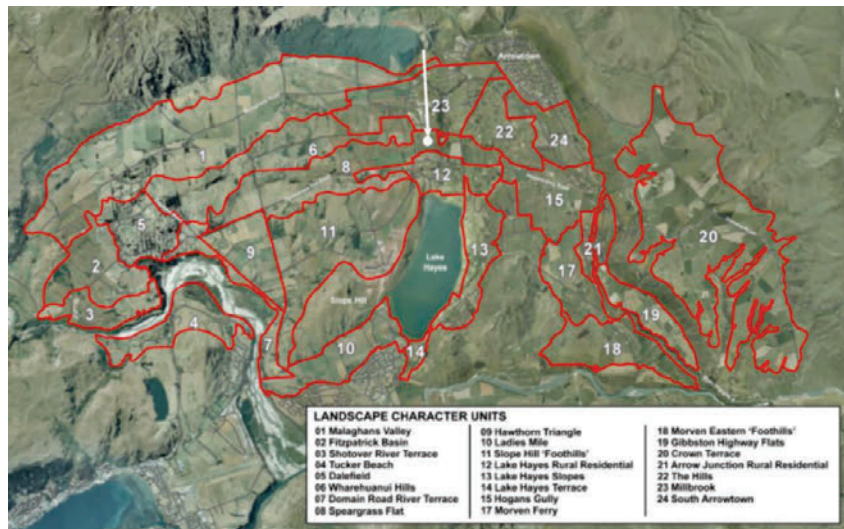 Arrowtown
23
22
24
1
6
8
12
5
15
2
9
11
13
21
20
Lake
Hayes
17
3
Slope Hill
4
19
7
10
14
18
LANDSCAPE CHARACTER UNITS
01 Malaghans Valley
02 Fitzpatrick Basin
03 Shotover River Terrace
04 Tucker Beach
05 Dalefield
06 Wharehuanui Hills
07 Domain Road River Terrace
08 Speargrass Flat
09 Hawthorn Triangle
10 Ladies Mile
11 Slope Hill 'Foothills'
12 Lake Hayes Rural Residential
13 Lake Hayes Slopes
14 Lake Hayes Terrace
15 Hogans Gully
17 Morven Ferry
18 Morven Eastern 'Foothills'
19 Gibbston Highway Flats
20 Crown Terrace
21 Arrow Junction Rural Residential
22 The Hills
23 Millbrook
24 South Arrowtown